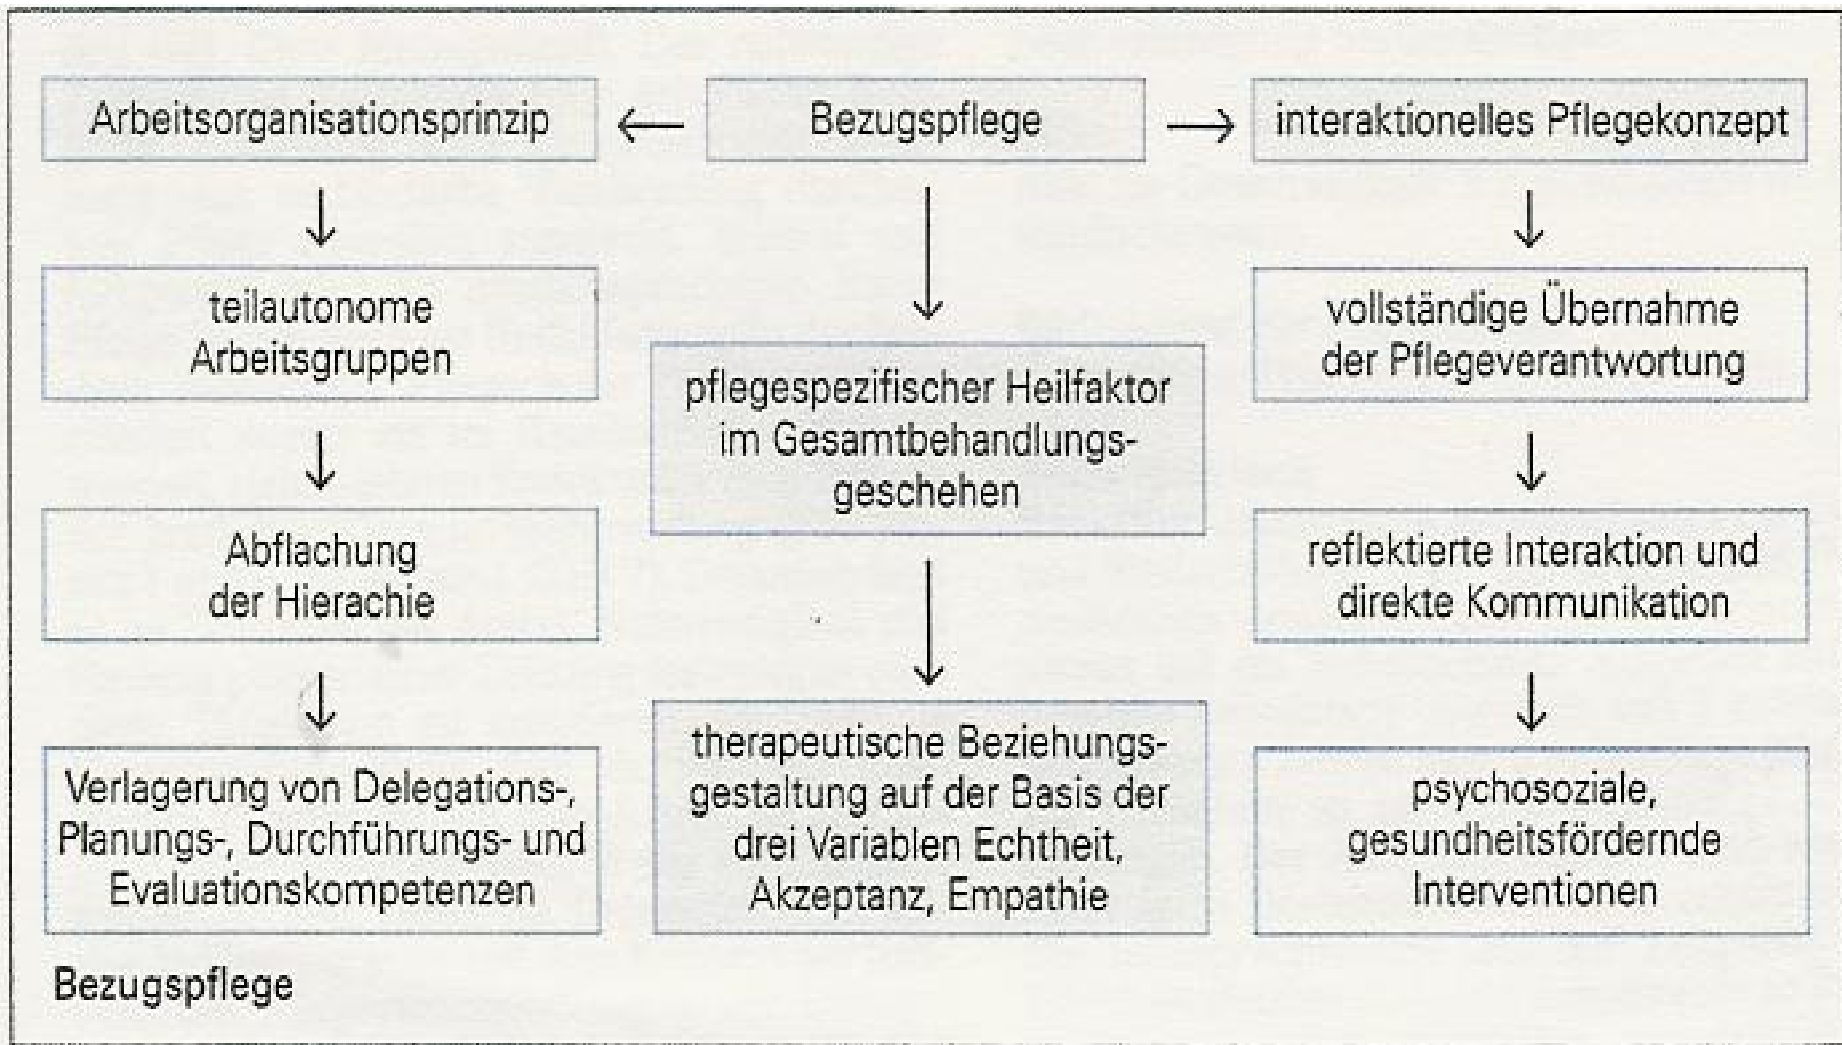 Arbeitsorganisationsprinzip
Bezugspflege
interaktionelles Pflegekonzept
teilautonome
Arbeitsgruppen
Abflachung
der Hierachie
Verlagerung von Delegations-,
Planungs-, Durchführungs- und
Evaluationskompetenzen
pflegespezifischer Heilfaktor
im Gesamtbehandlungs-
geschehen
therapeutische Beziehungs-
gestaltung auf der Basis der
drei Variablen Echtheit,
Akzeptanz, Empathie
vollständige Übernahme
der Pflegeverantwortung
reflektierte Interaktion und
direkte Kommunikation
psychosoziale,
gesundheitsfördernde
Interventionen
Bezugspflege